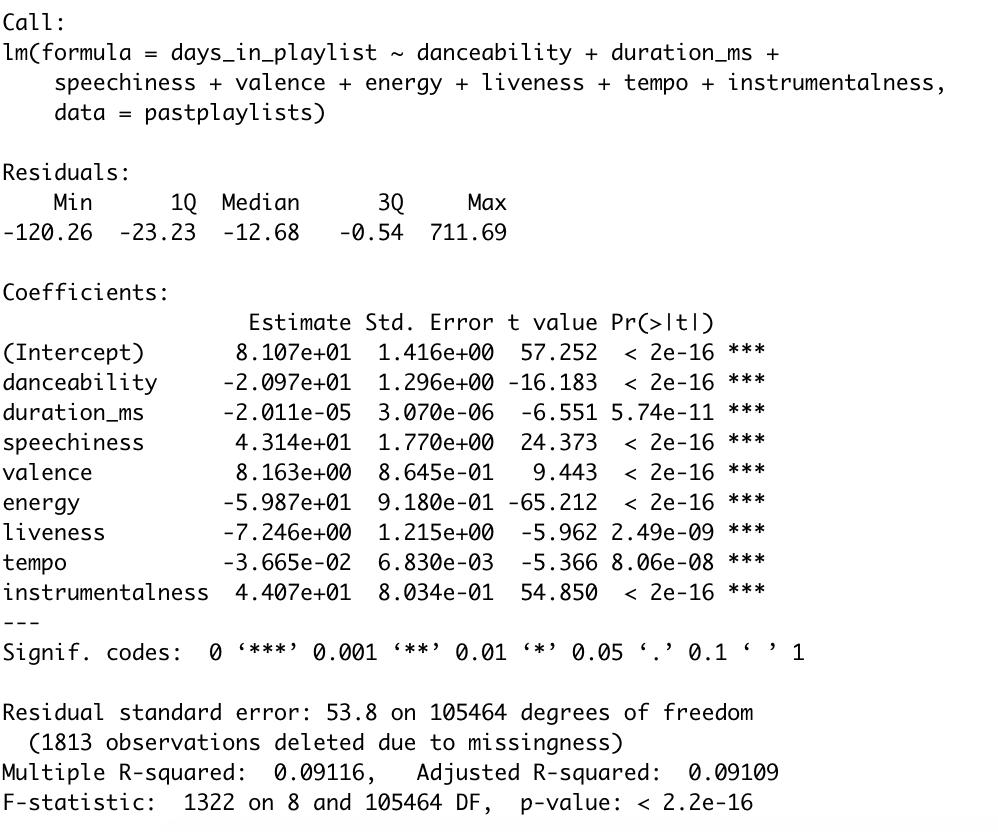 Call:
lm(formula = days_in_playlist ~ danceability + duration_ms +
    speechiness + valence + energy + liveness + tempo + instrumentalness,
    data = pastplaylists)

Residuals:
    Min      1Q  Median      3Q     Max
-120.26  -23.23  -12.68   -0.54  711.69

Coefficients:
                   Estimate Std. Error t value Pr(>|t|)
(Intercept)       8.107e+01  1.416e+00  57.252  < 2e-16 ***
danceability     -2.097e+01  1.296e+00 -16.183  < 2e-16 ***
duration_ms      -2.011e-05  3.070e-06  -6.551 5.74e-11 ***
speechiness       4.314e+01  1.770e+00  24.373  < 2e-16 ***
valence           8.163e+00  8.645e-01   9.443  < 2e-16 ***
energy           -5.987e+01  9.180e-01 -65.212  < 2e-16 ***
liveness         -7.246e+00  1.215e+00  -5.962 2.49e-09 ***
tempo            -3.665e-02  6.830e-03  -5.366 8.06e-08 ***
instrumentalness  4.407e+01  8.034e-01  54.850  < 2e-16 ***
---
Signif. codes:  0 ‘***’ 0.001 ‘**’ 0.01 ‘*’ 0.05 ‘.’ 0.1 ‘ ’ 1

Residual standard error: 53.8 on 105464 degrees of freedom
  (1813 observations deleted due to missingness)
Multiple R-squared:  0.09116,	Adjusted R-squared:  0.09109
F-statistic:  1322 on 8 and 105464 DF,  p-value: < 2.2e-16